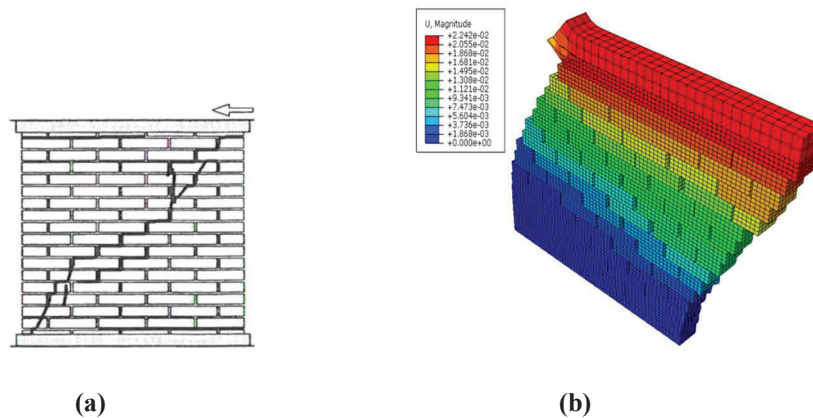 U, Magnitude
+2.242e-02
+2.055e-02
+1.868e-02
+1.681e-02
+1.495e-02
+1.308e-02
+1.121e-02
+9.341e-03
+7.473e-03
+5.604e-03
+3.736e-03
+1.868e-03
+0.000e+00
(a)
(b)